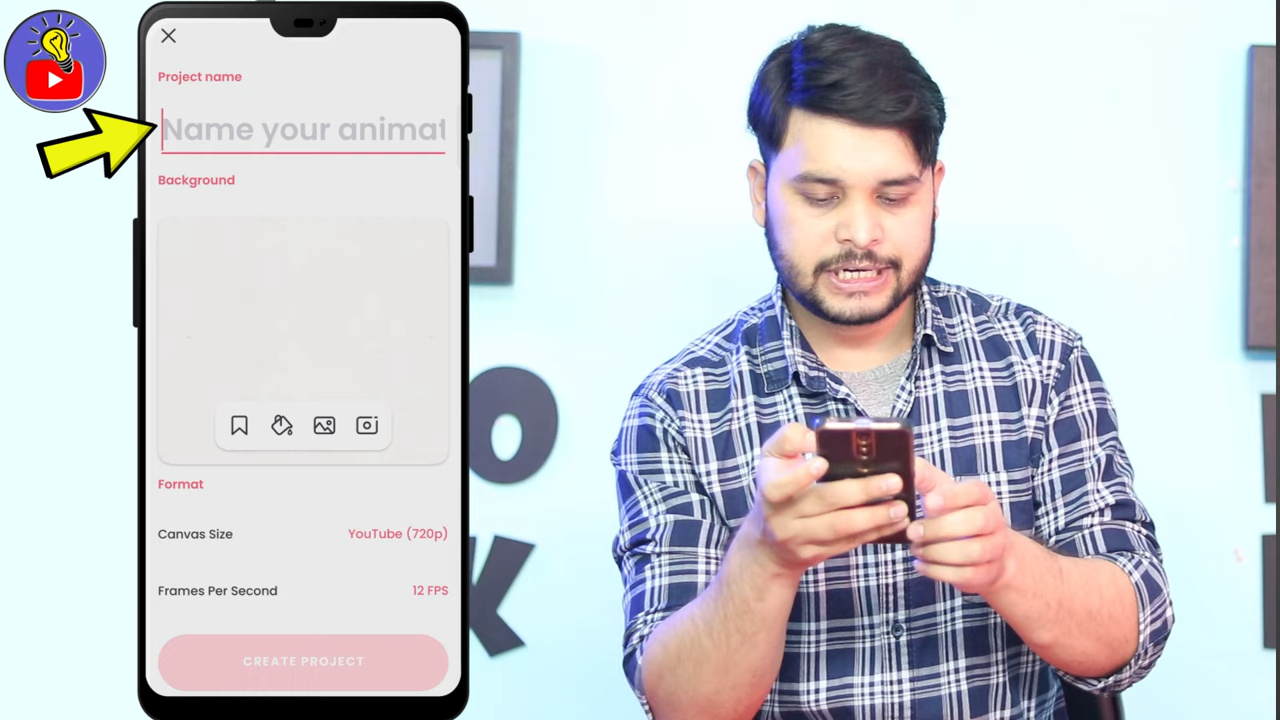 Project name
Name your animat
Background
Format
Canvas Size YouTube (720p)
Frames Per Second 12 FPS
CREATE PROJECT
O
K